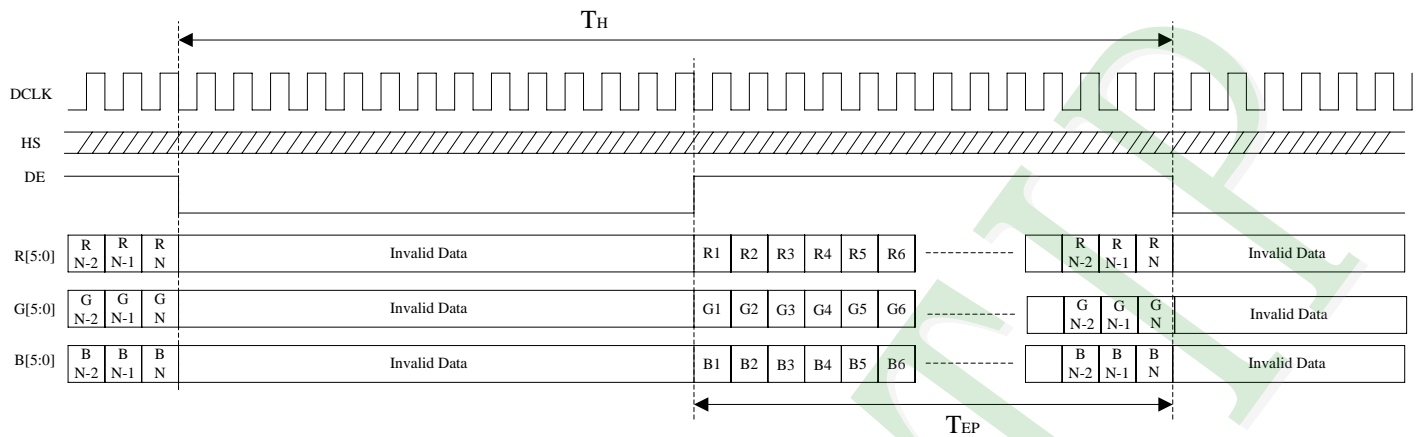 TH
DCLK
HS
DE
R[5:0] R N-2 R N-1 R N Invalid Data R1 R2 R3 R4 R5 R6 R N-2 R N-1 R N Invalid Data
G[5:0] G N-2 G N-1 G N Invalid Data G1 G2 G3 G4 G5 G6 G N-2 G N-1 G N Invalid Data
B[5:0] B N-2 B N-1 B N Invalid Data B1 B2 B3 B4 B5 B6 B N-2 B N-1 B N Invalid Data
TEP